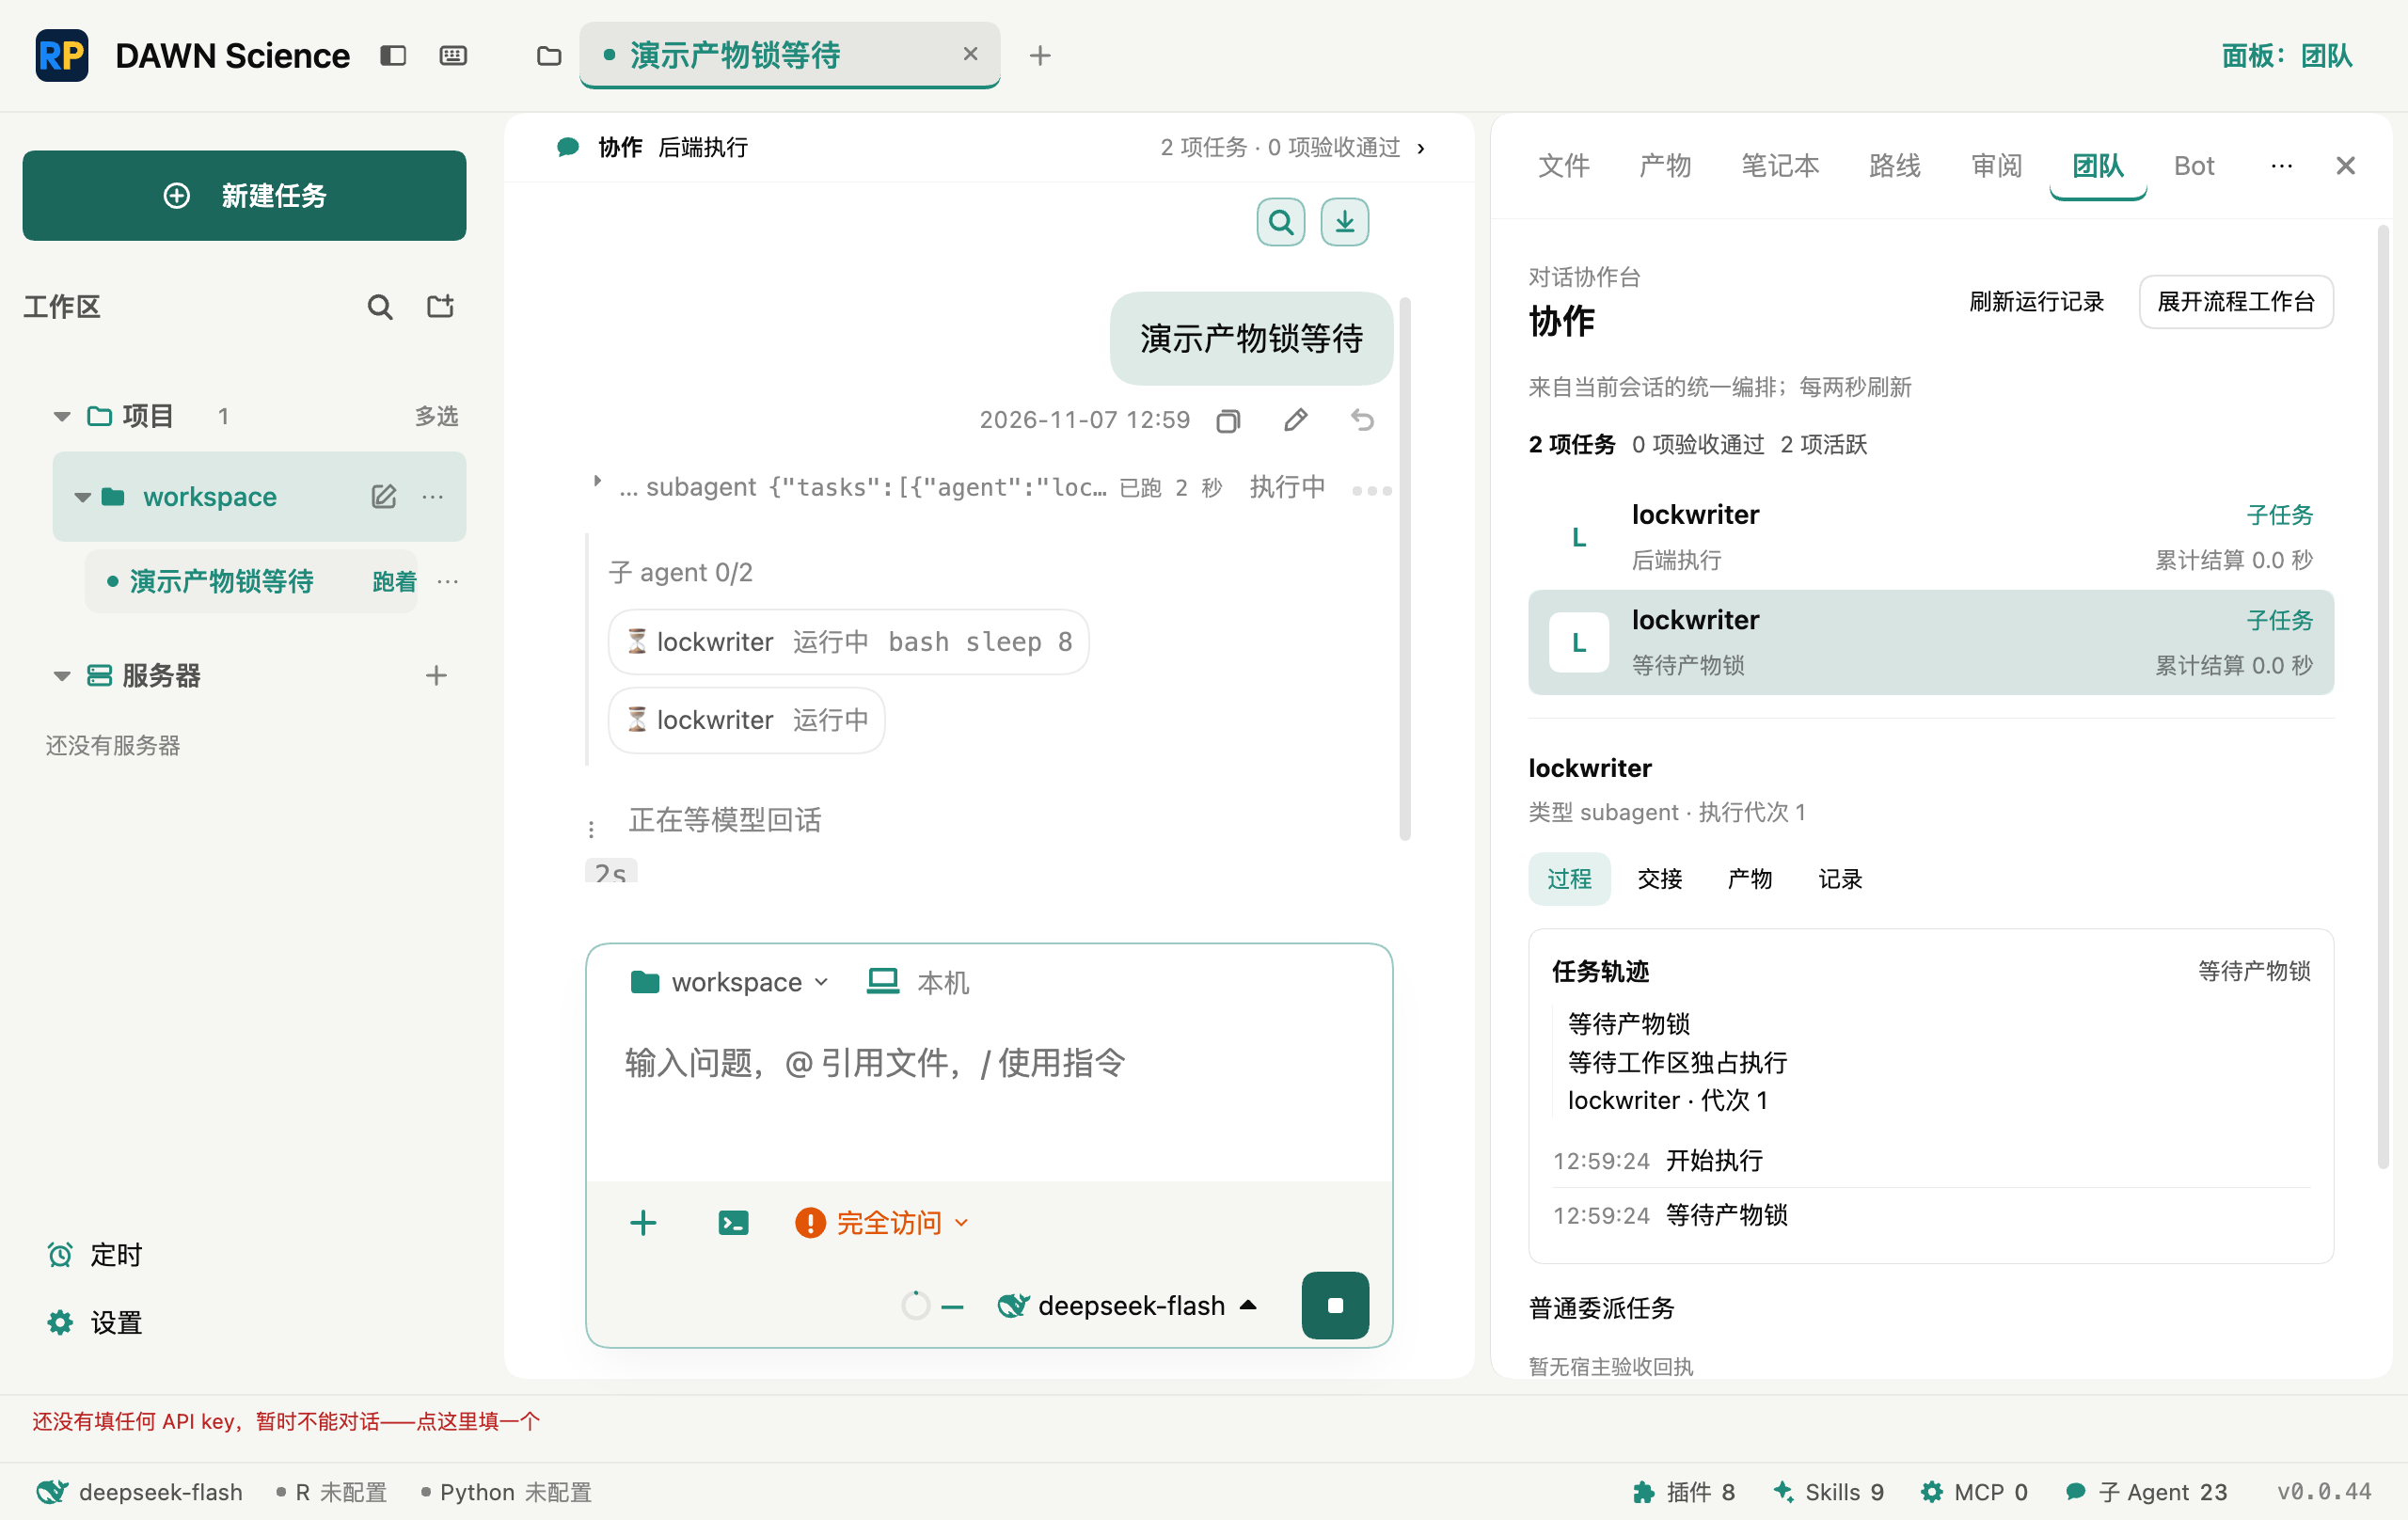 RP DAWN Science
演示产物锁等待
面板：团队
新建任务
工作区
项目 1 多选
workspace
演示产物锁等待 跑着
服务器
还没有服务器
定时
设置
协作 后端执行 2 项任务 · 0 项验收通过
演示产物锁等待
2026-11-07 12:59
... subagent {"tasks":[{"agent":"loc… 已跑 2 秒 执行中
子 agent 0/2
lockwriter 运行中 bash sleep 8
lockwriter 运行中
正在等模型回话
2s
workspace 本机
输入问题，@ 引用文件，/ 使用指令
完全访问
deepseek-flash
文件 产物 笔记本 路线 审阅 团队 Bot
对话协作台
协作
刷新运行记录 展开流程工作台
来自当前会话的统一编排；每两秒刷新
2 项任务 0 项验收通过 2 项活跃
L lockwriter 子任务
后端执行 累计结算 0.0 秒
L lockwriter 子任务
等待产物锁 累计结算 0.0 秒
lockwriter
类型 subagent · 执行代次 1
过程 交接 产物 记录
任务轨迹 等待产物锁
等待产物锁
等待工作区独占执行
lockwriter · 代次 1
12:59:24 开始执行
12:59:24 等待产物锁
普通委派任务
暂无宿主验收回执
还没有填任何 API key，暂时不能对话——点这里填一个
deepseek-flash R 未配置 Python 未配置
插件 8 Skills 9 MCP 0 子 Agent 23 v0.0.44